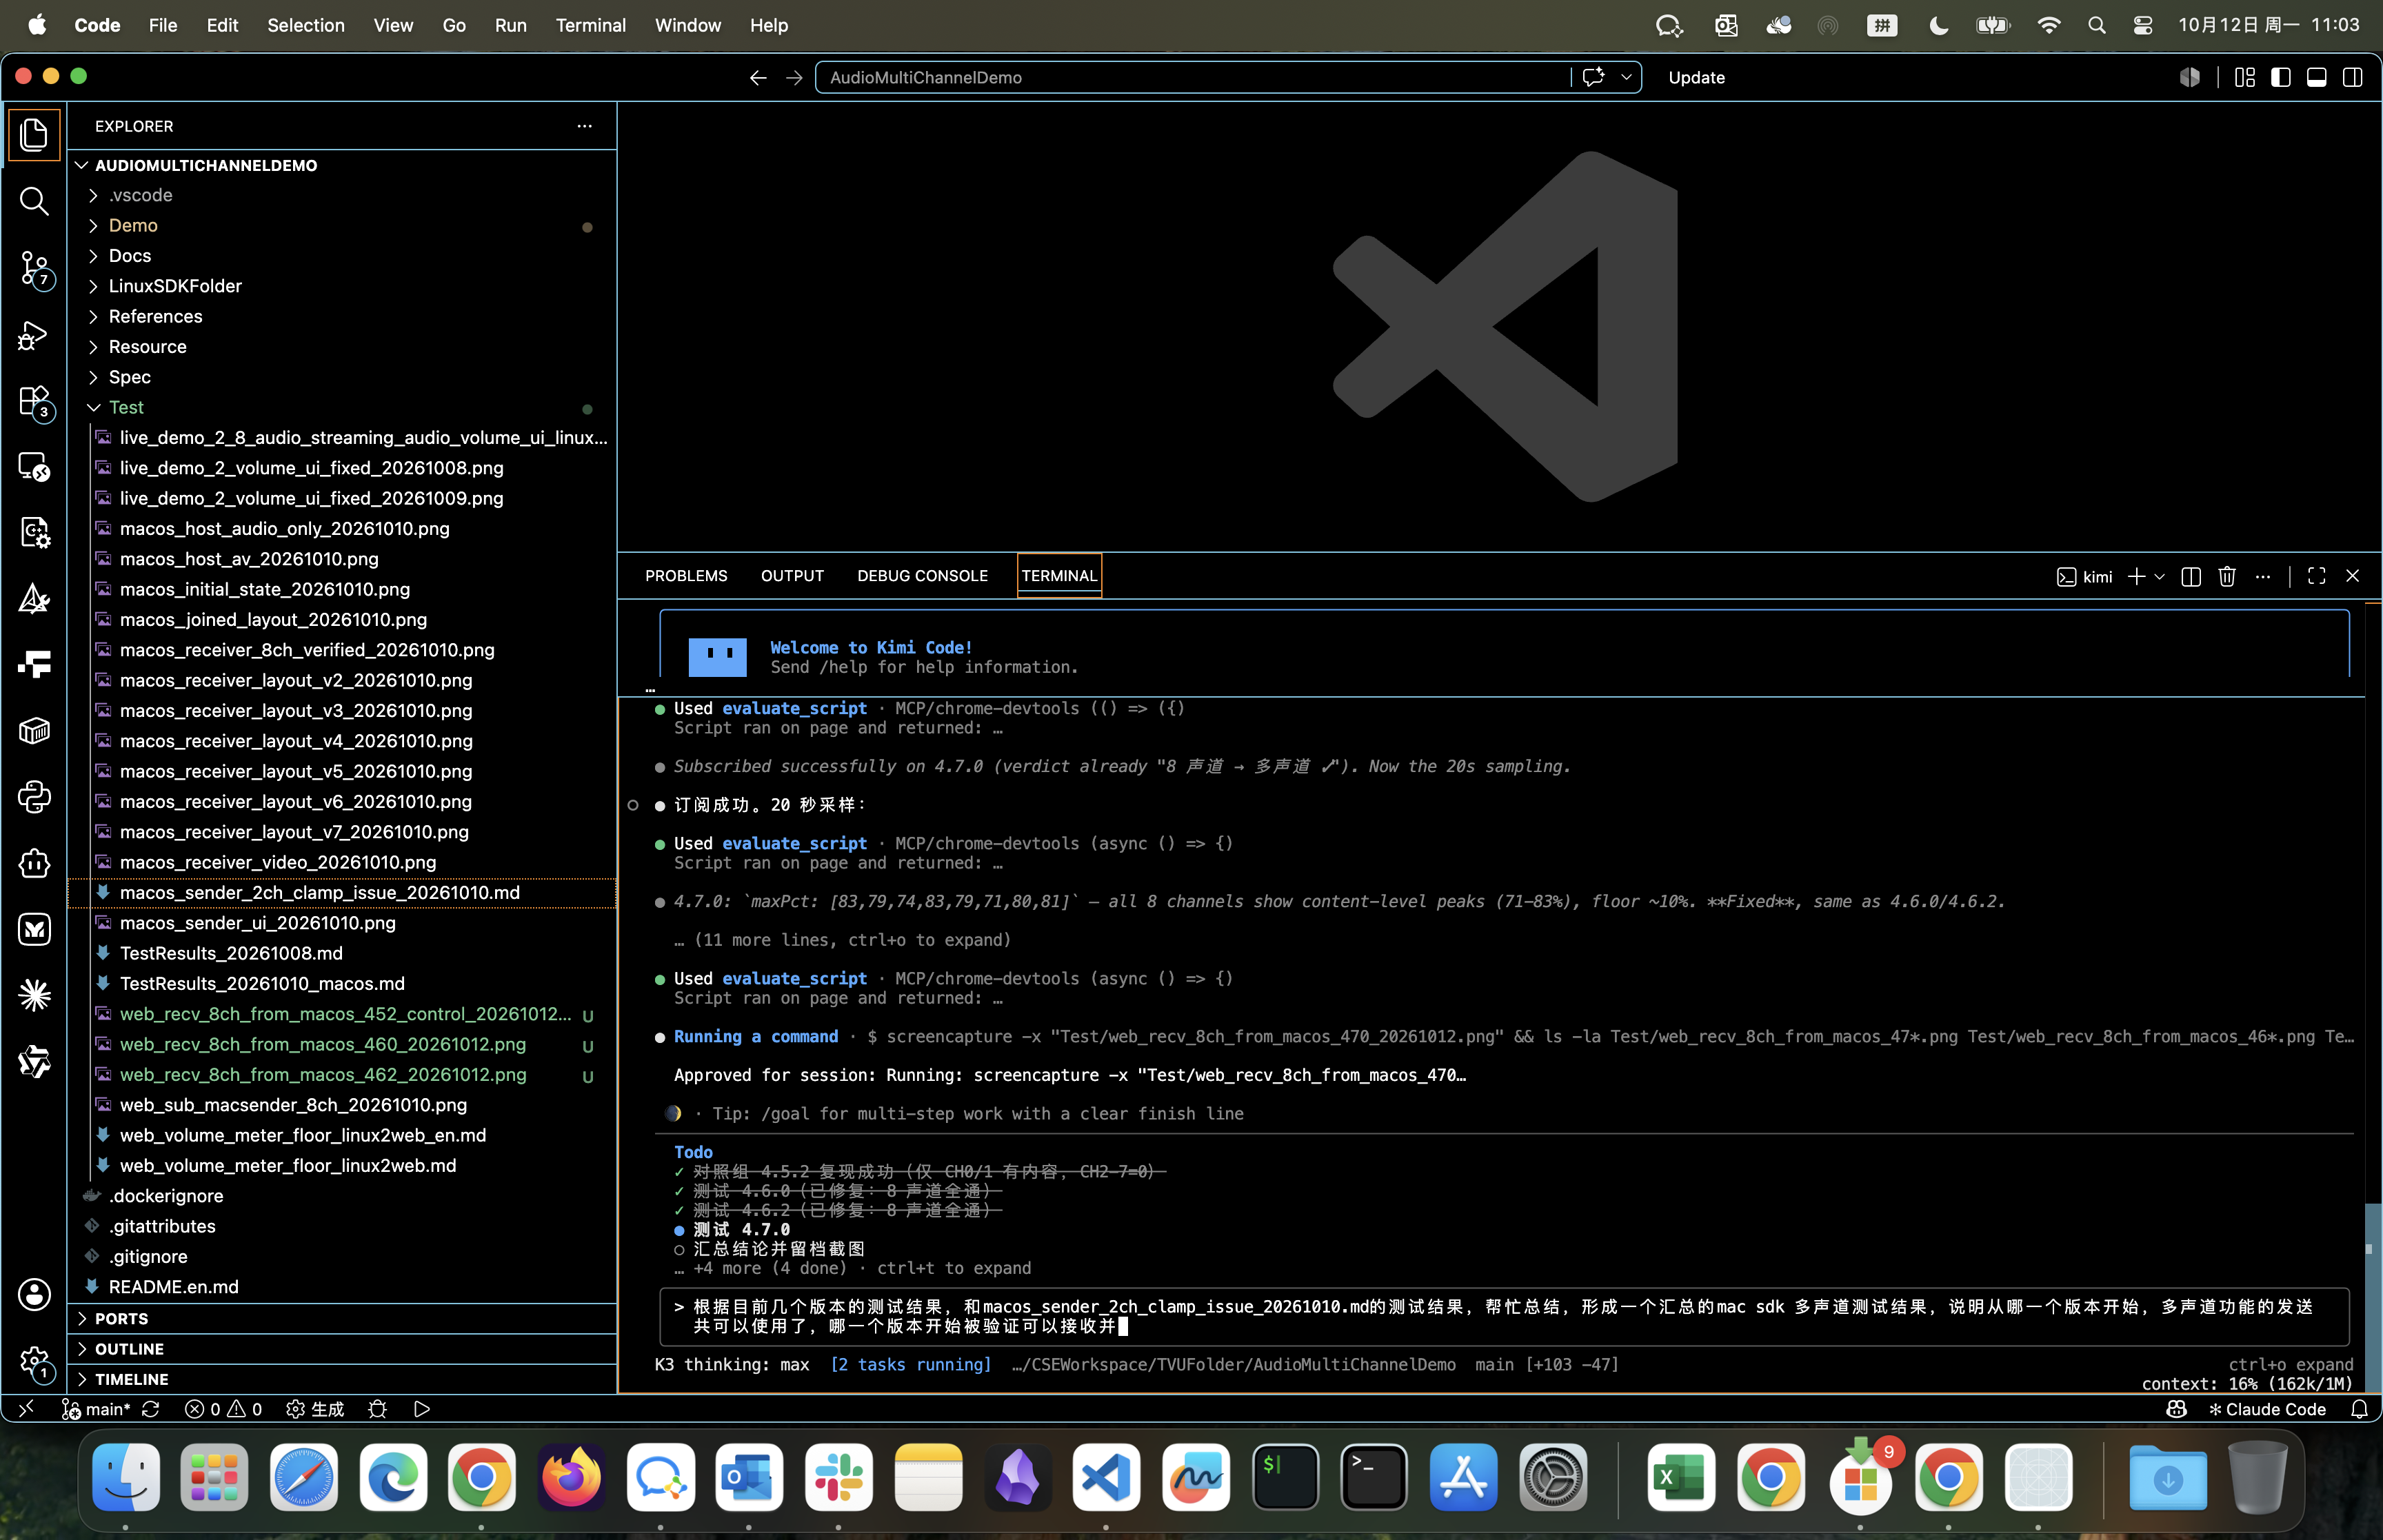 Code File Edit Selection View Go Run Terminal Window Help 拼 10月12日 周一 11:03
AudioMultiChannelDemo Update
EXPLORER
AUDIOMULTICHANNELDEMO
.vscode
Demo
Docs
LinuxSDKFolder
References
Resource
Spec
Test
live_demo_2_8_audio_streaming_audio_volume_ui_linux...
live_demo_2_volume_ui_fixed_20261008.png
live_demo_2_volume_ui_fixed_20261009.png
macos_host_audio_only_20261010.png
macos_host_av_20261010.png
macos_initial_state_20261010.png
macos_joined_layout_20261010.png
macos_receiver_8ch_verified_20261010.png
macos_receiver_layout_v2_20261010.png
macos_receiver_layout_v3_20261010.png
macos_receiver_layout_v4_20261010.png
macos_receiver_layout_v5_20261010.png
macos_receiver_layout_v6_20261010.png
macos_receiver_layout_v7_20261010.png
macos_receiver_video_20261010.png
macos_sender_2ch_clamp_issue_20261010.md
macos_sender_ui_20261010.png
TestResults_20261008.md
TestResults_20261010_macos.md
web_recv_8ch_from_macos_452_control_20261012... U
web_recv_8ch_from_macos_460_20261012.png U
web_recv_8ch_from_macos_462_20261012.png U
web_sub_macsender_8ch_20261010.png
web_volume_meter_floor_linux2web_en.md
web_volume_meter_floor_linux2web.md
.dockerignore
.gitattributes
.gitignore
README.en.md
PORTS
OUTLINE
TIMELINE
7
3
1
PROBLEMS OUTPUT DEBUG CONSOLE TERMINAL kimi
Welcome to Kimi Code!
Send /help for help information.
…
Used evaluate_script · MCP/chrome-devtools (() => ({)
Script ran on page and returned: …
Subscribed successfully on 4.7.0 (verdict already "8 声道 → 多声道 ✓"). Now the 20s sampling.
订阅成功。20 秒采样：
Used evaluate_script · MCP/chrome-devtools (async () => {)
Script ran on page and returned: …
4.7.0: `maxPct: [83,79,74,83,79,71,80,81]` — all 8 channels show content-level peaks (71-83%), floor ~10%. **Fixed**, same as 4.6.0/4.6.2.
… (11 more lines, ctrl+o to expand)
Used evaluate_script · MCP/chrome-devtools (async () => {)
Script ran on page and returned: …
Running a command · $ screencapture -x "Test/web_recv_8ch_from_macos_470_20261012.png" && ls -la Test/web_recv_8ch_from_macos_47*.png Test/web_recv_8ch_from_macos_46*.png Te…
Approved for session: Running: screencapture -x "Test/web_recv_8ch_from_macos_470…
· Tip: /goal for multi-step work with a clear finish line
Todo
✓ 对照组 4.5.2 复现成功（仅 CH0/1 有内容，CH2-7=0）
✓ 测试 4.6.0（已修复：8 声道全通）
✓ 测试 4.6.2（已修复：8 声道全通）
测试 4.7.0
汇总结论并留档截图
… +4 more (4 done) · ctrl+t to expand
> 根据目前几个版本的测试结果，和macos_sender_2ch_clamp_issue_20261010.md的测试结果，帮忙总结，形成一个汇总的mac sdk 多声道测试结果，说明从哪一个版本开始，多声道功能的发送
共可以使用了，哪一个版本开始被验证可以接收并
K3 thinking: max [2 tasks running] …/CSEWorkspace/TVUFolder/AudioMultiChannelDemo main [+103 -47]
ctrl+o expand
context: 16% (162k/1M)
main* 0 0 生成 Claude Code
9